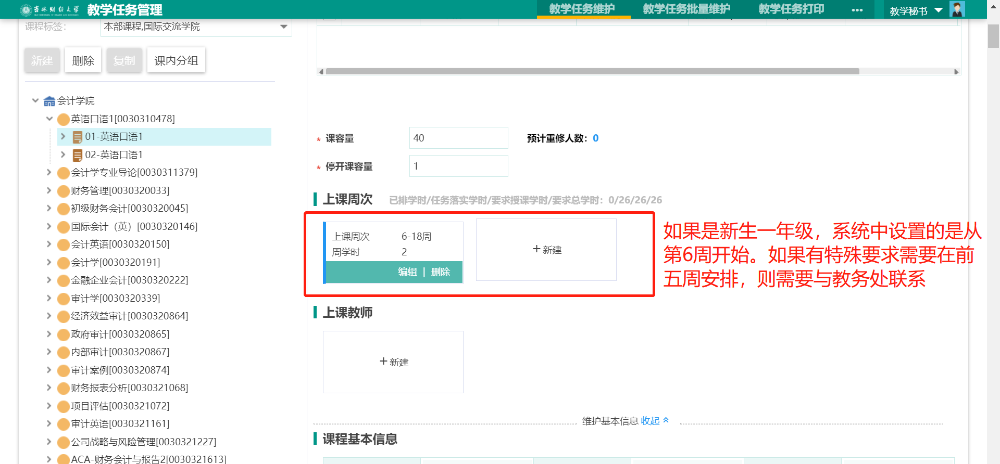 吉林财经大学
教学任务管理
教学任务维护
教学任务批量维护
教学任务打印
•••
教学秘书
课程标签：
本部课程,国际交流学院
新建
删除
复制
课内分组
会计学院
英语口语1[0030310478]
01-英语口语1
02-英语口语1
会计学专业导论[0030311379]
财务管理[0030320033]
初级财务会计[0030320045]
国际会计（英）[0030320146]
会计英语[0030320150]
会计学[0030320191]
金融企业会计[0030320222]
审计学[0030320339]
经济效益审计[0030320864]
政府审计[0030320865]
内部审计[0030320867]
审计案例[0030320874]
财务报表分析[0030321068]
项目评估[0030321072]
审计英语[0030321161]
公司战略与风险管理[0030321227]
ACA-财务会计与报告2[0030321613]
* 课容量
40
预计重修人数：0
* 停开课容量
1
上课周次
已排学时/任务落实学时/要求授课学时/要求总学时：0/26/26/26
上课周次 6-18周
周学时 2
编辑 | 删除
+新建
如果是新生一年级，系统中设置的是从
第6周开始。如果有特殊要求需要在前
五周安排，则需要与教务处联系
上课教师
+新建
维护基本信息 收起
课程基本信息